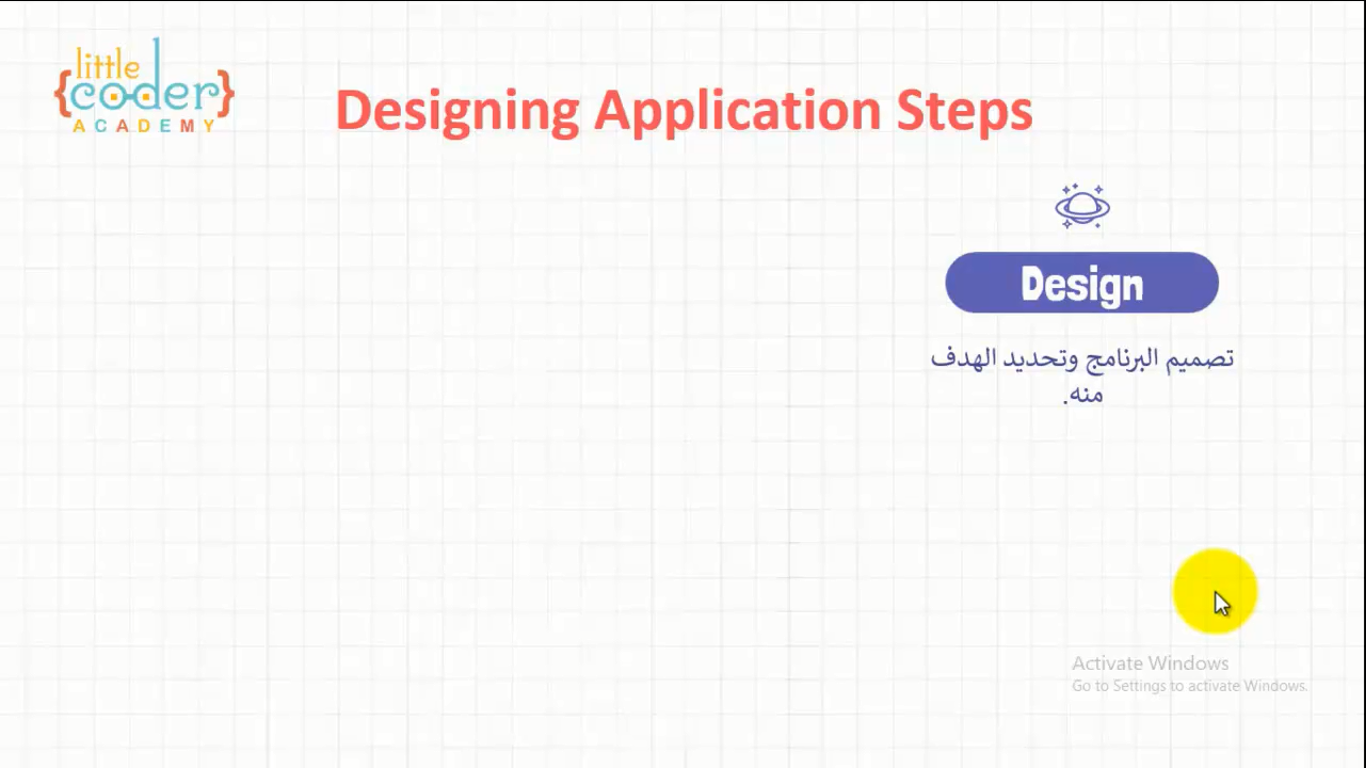 little
{coder}
ACADEMY
Designing Application Steps
Design
تصميم البرنامج وتحديد الهدف
منه.
Activate Windows
Go to Settings to activate Windows.